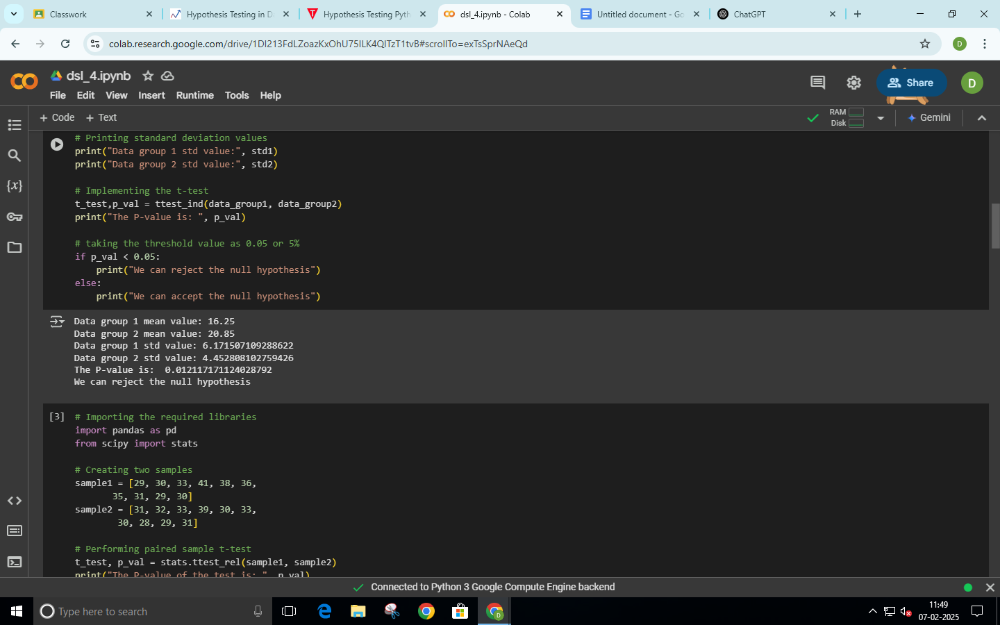 Classwork
Hypothesis Testing in D
Hypothesis Testing Pyth
dsl_4.ipynb - Colab
Untitled document - Go
ChatGPT
colab.research.google.com/drive/1DI213FdLZoazKxOhU75ILK4QITzT1tvB#scrollTo=exTsSprNAeQd
D
CO
dsl_4.ipynb
File Edit View Insert Runtime Tools Help
Share
D
+ Code + Text
RAM
Disk
Gemini
# Printing standard deviation values
print("Data group 1 std value:", std1)
print("Data group 2 std value:", std2)
# Implementing the t-test
t_test,p_val = ttest_ind(data_group1, data_group2)
print("The P-value is: ", p_val)
# taking the threshold value as 0.05 or 5%
if p_val < 0.05:
    print("We can reject the null hypothesis")
else:
    print("We can accept the null hypothesis")
Data group 1 mean value: 16.25
Data group 2 mean value: 20.85
Data group 1 std value: 6.171507109288622
Data group 2 std value: 4.452808102759426
The P-value is:  0.012117171124028792
We can reject the null hypothesis
[3] # Importing the required libraries
import pandas as pd
from scipy import stats
# Creating two samples
sample1 = [29, 30, 33, 41, 38, 36,
       35, 31, 29, 30]
sample2 = [31, 32, 33, 39, 30, 33,
        30, 28, 29, 31]
# Performing paired sample t-test
t_test, p_val = stats.ttest_rel(sample1, sample2)
print("The P-value of the test is: ", p_val)
{x}
Connected to Python 3 Google Compute Engine backend
Type here to search
11:49
07-02-2025